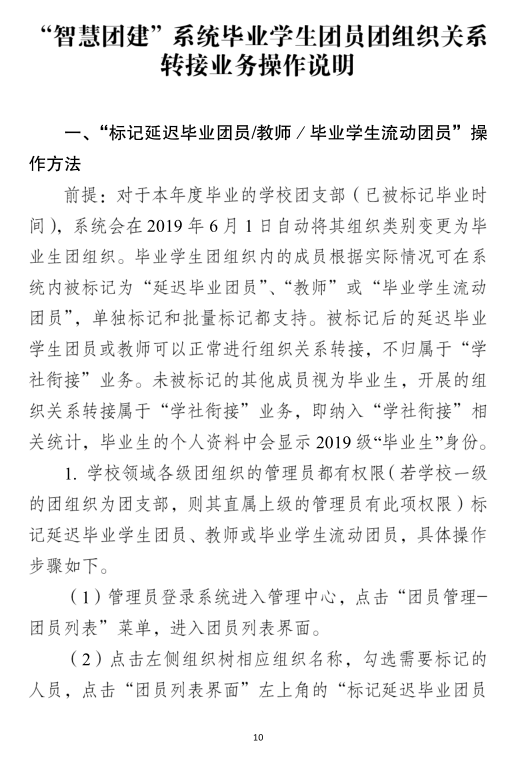 “智慧团建”系统毕业学生团员团组织关系
转接业务操作说明
一、“标记延迟毕业团员/教师／毕业学生流动团员”操
作方法
前提：对于本年度毕业的学校团支部（已被标记毕业时
间），系统会在 2019 年 6 月 1 日自动将其组织类别变更为毕
业生团组织。毕业学生团组织内的成员根据实际情况可在系
统内被标记为“延迟毕业团员”、“教师”或“毕业学生流动
团员”，单独标记和批量标记都支持。被标记后的延迟毕业
学生团员或教师可以正常进行组织关系转接，不归属于“学
社衔接”业务。未被标记的其他成员视为毕业生，开展的组
织关系转接属于“学社衔接”业务，即纳入“学社衔接”相
关统计，毕业生的个人资料中会显示 2019 级“毕业生”身份。
1. 学校领域各级团组织的管理员都有权限（若学校一级
的团组织为团支部，则其直属上级的管理员有此项权限）标
记延迟毕业学生团员、教师或毕业学生流动团员，具体操作
步骤如下。
（1）管理员登录系统进入管理中心，点击“团员管理-
团员列表”菜单，进入团员列表界面。
（2）点击左侧组织树相应组织名称，勾选需要标记的
人员，点击“团员列表界面”左上角的“标记延迟毕业团员
10